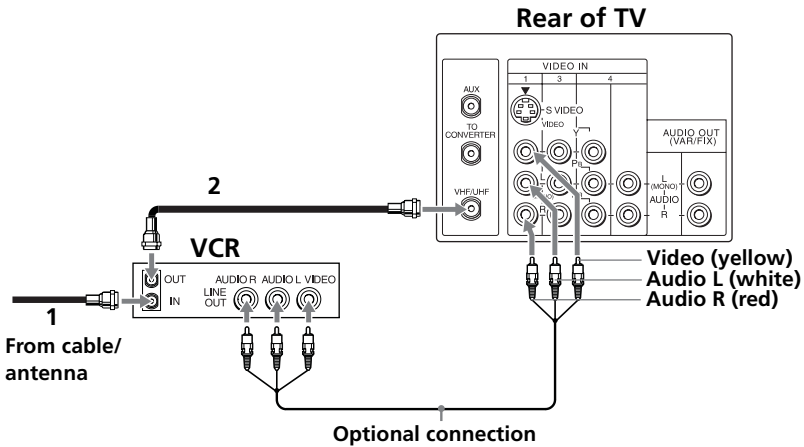 Rear of TV
VIDEO IN
1 3 4
AUX
S VIDEO
VIDEO
TO
CONVERTER
Y
AUDIO OUT
(VAR/FIX)
PB
L
L
(MONO)
AUDIO
R
R
VHF/UHF
2
VCR
OUT
IN
AUDIO R AUDIO L VIDEO
LINE
OUT
Video (yellow)
Audio L (white)
Audio R (red)
1
From cable/
antenna
Optional connection